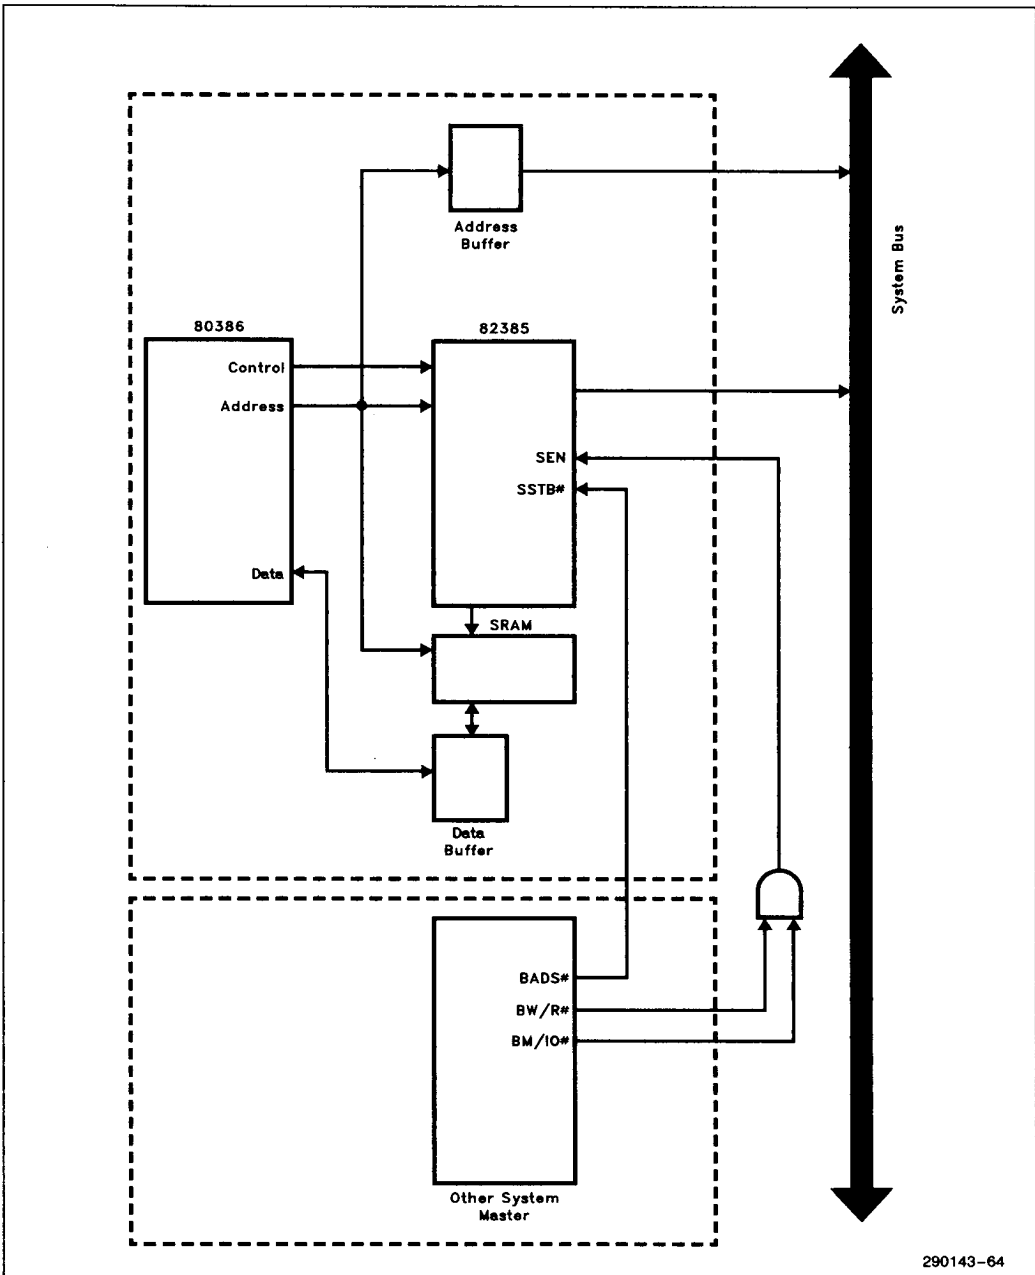 Address
Buffer
System Bus
80386
82385
Control
Address
SEN
SSTB#
Data
SRAM
Data
Buffer
BADS#
BW/R#
BM/IO#
Other System
Master
290143-64